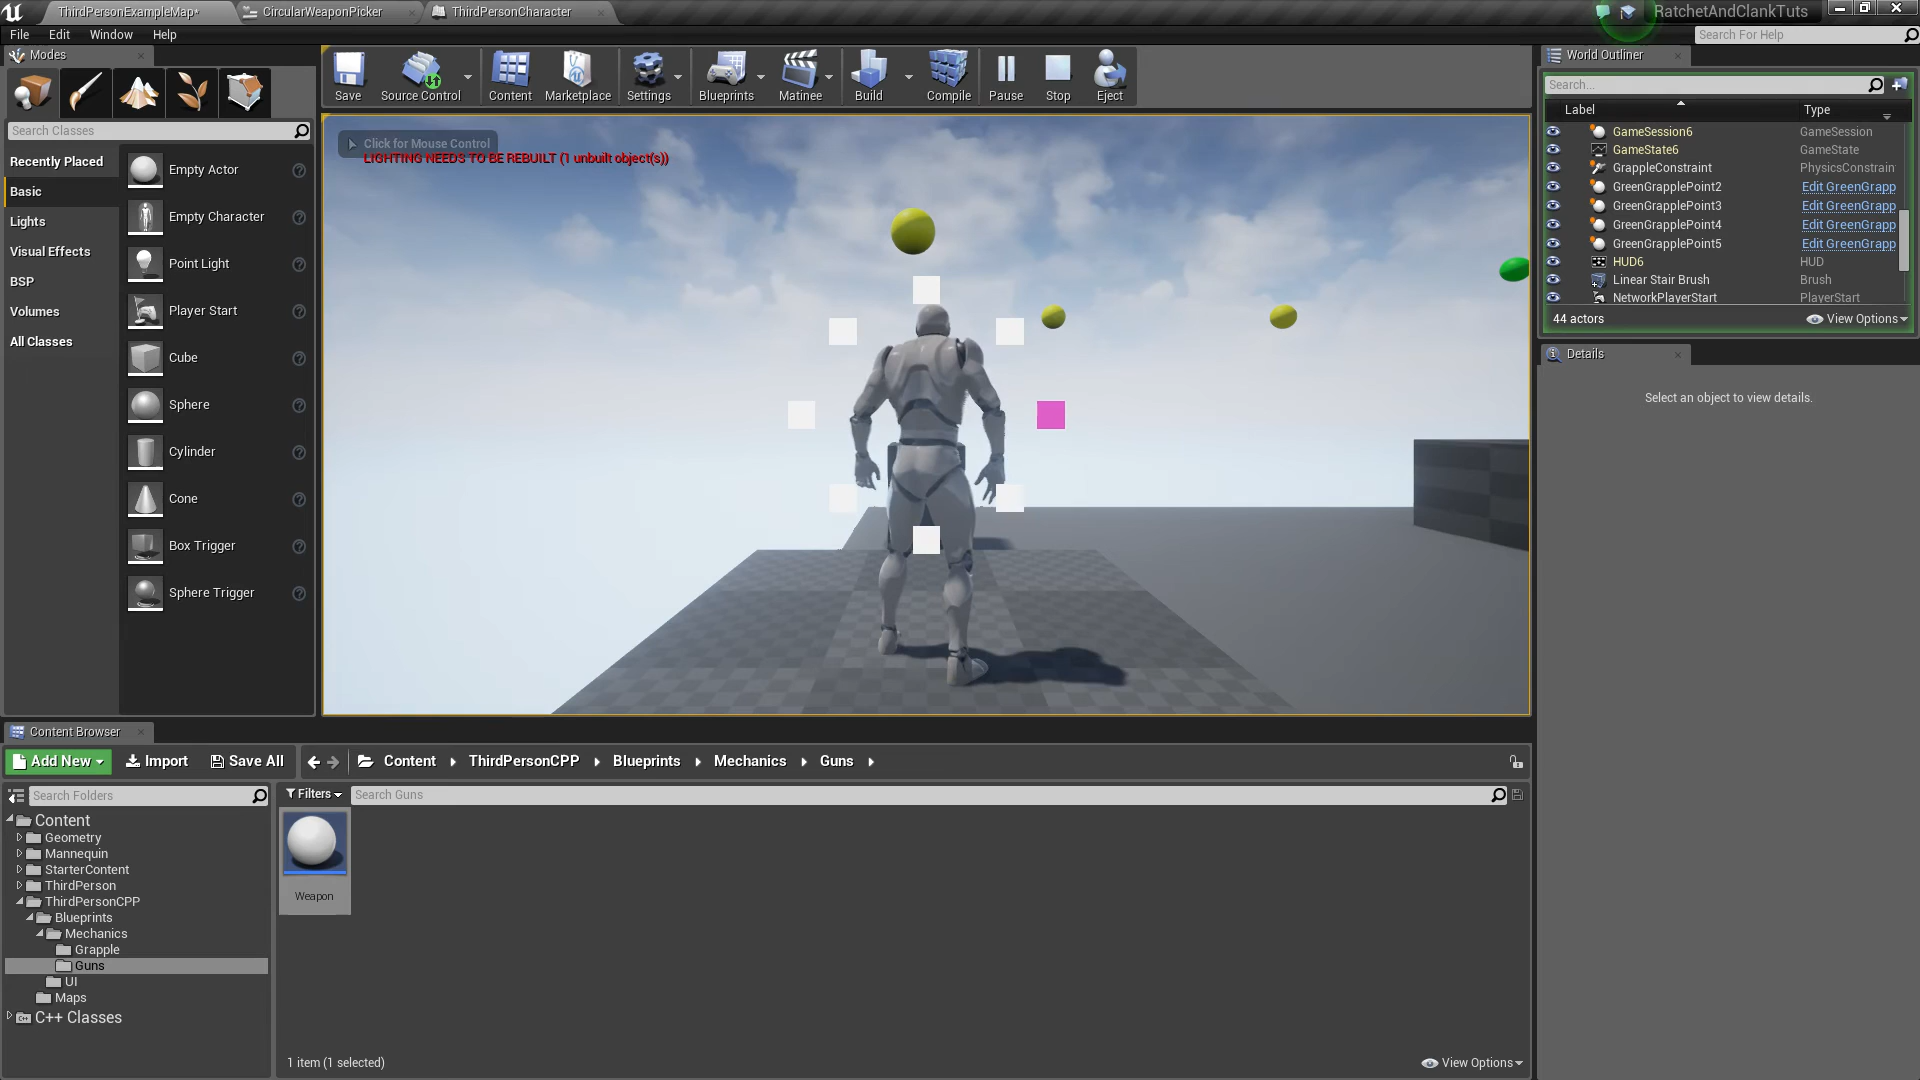 ThirdPersonExampleMap*
CircularWeaponPicker
ThirdPersonCharacter
RatchetAndClankTuts
File Edit Window Help
Search For Help
Modes
Search Classes
Recently Placed
Basic
Lights
Visual Effects
BSP
Volumes
All Classes
Empty Actor
Empty Character
Point Light
Player Start
Cube
Sphere
Cylinder
Cone
Box Trigger
Sphere Trigger
Save
Source Control
Content
Marketplace
Settings
Blueprints
Matinee
Build
Compile
Pause
Stop
Eject
Click for Mouse Control
LIGHTING NEEDS TO BE REBUILT (1 unbuilt object(s))
World Outliner
Search...
Label Type
GameSession6 GameSession
GameState6 GameState
GrappleConstraint PhysicsConstrain
GreenGrapplePoint2 Edit GreenGrapp
GreenGrapplePoint3 Edit GreenGrapp
GreenGrapplePoint4 Edit GreenGrapp
GreenGrapplePoint5 Edit GreenGrapp
HUD6 HUD
Linear Stair Brush Brush
NetworkPlayerStart PlayerStart
44 actors View Options
Details
Select an object to view details.
Content Browser
Add New Import Save All Content ThirdPersonCPP Blueprints Mechanics Guns
Search Folders
Content
Geometry
Mannequin
StarterContent
ThirdPerson
ThirdPersonCPP
Blueprints
Mechanics
Grapple
Guns
UI
Maps
C++ Classes
Filters Search Guns
Weapon
1 item (1 selected) View Options